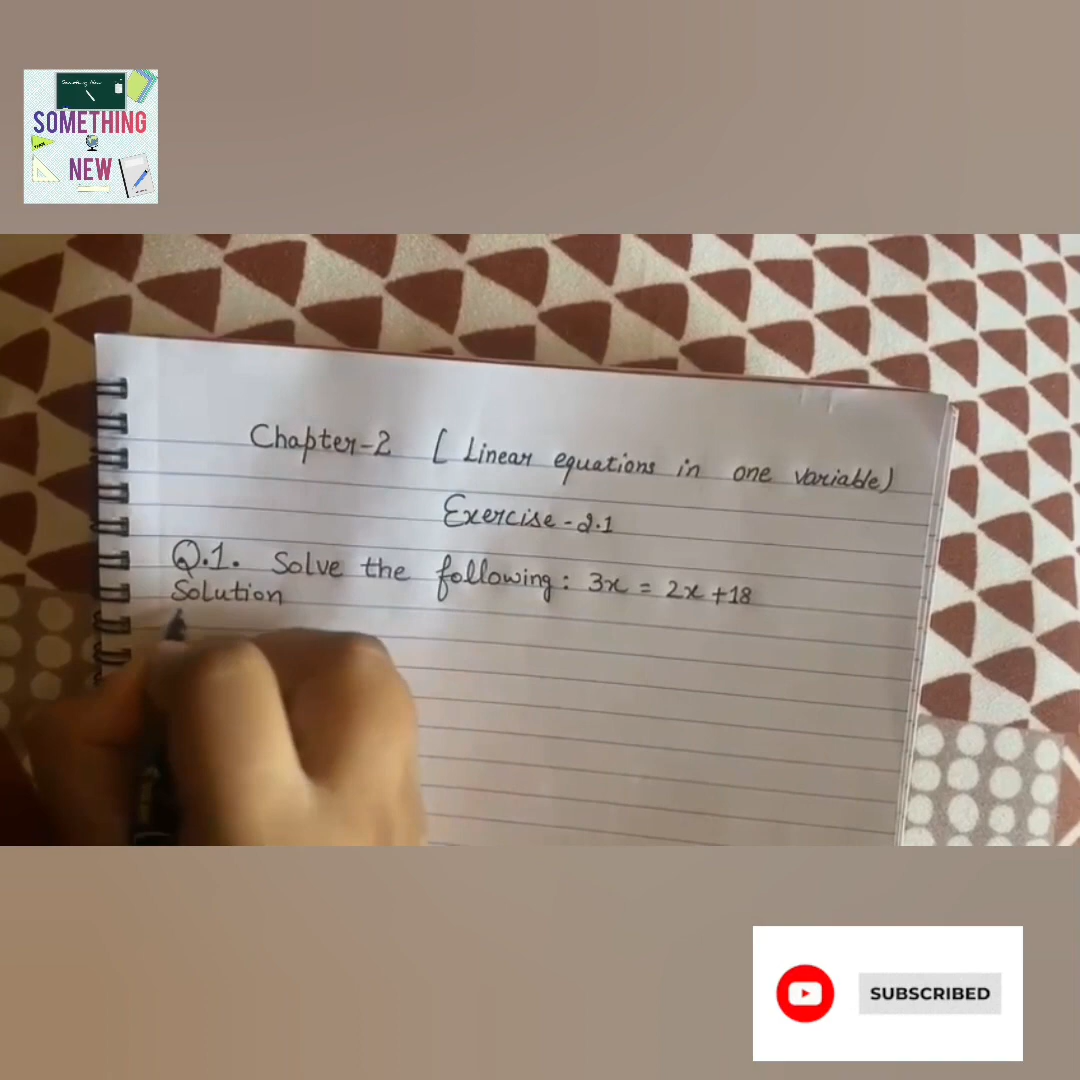 SOMETHING
NEW
Chapter-2 [ Linear equations in one variable)
Exercise-2.1
Q.1. Solve the following: 3x = 2x +18
Solution
SUBSCRIBED